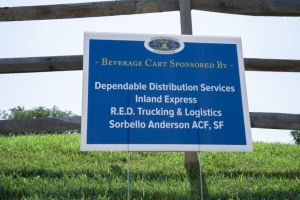 - Beverage Cart Sponsored By -
Dependable Distribution Services
Inland Express
R.E.D. Trucking & Logistics
Sorbello Anderson ACF, SF